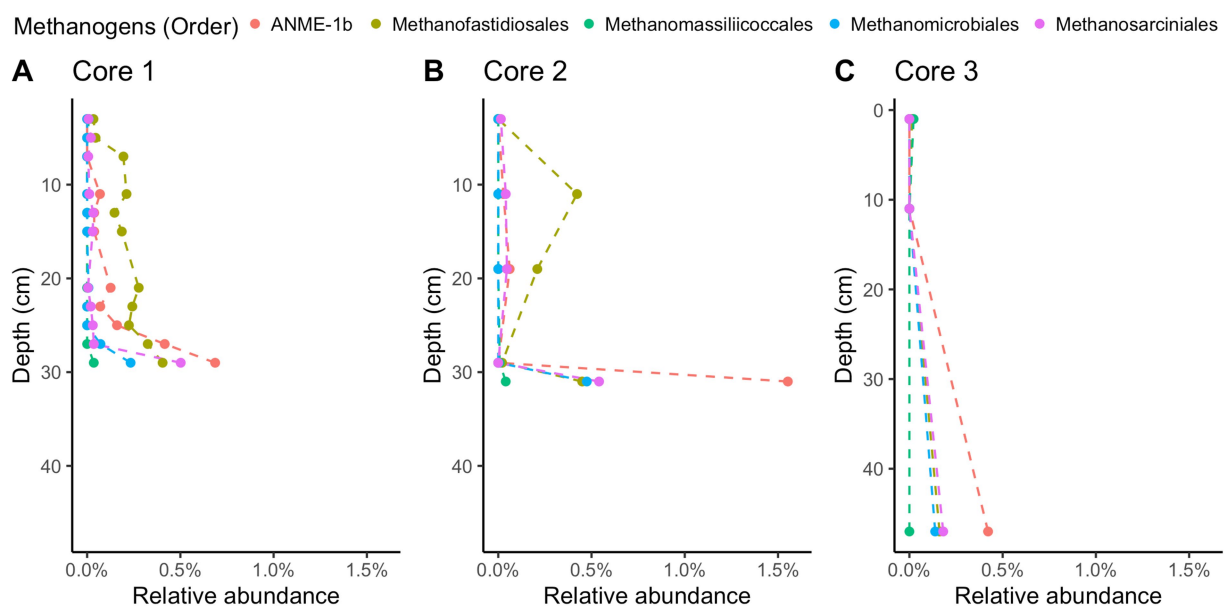 Methanogens (Order) ANME-1b Methanofastidiosales Methanomassiliicoccales Methanomicrobiales Methanosarciniales
A Core 1 B Core 2 C Core 3
Depth (cm)
10
20
30
40
0.0% 0.5% 1.0% 1.5%
Relative abundance
Depth (cm)
10
20
30
40
0.0% 0.5% 1.0% 1.5%
Relative abundance
Depth (cm)
0
10
20
30
40
0.0% 0.5% 1.0% 1.5%
Relative abundance